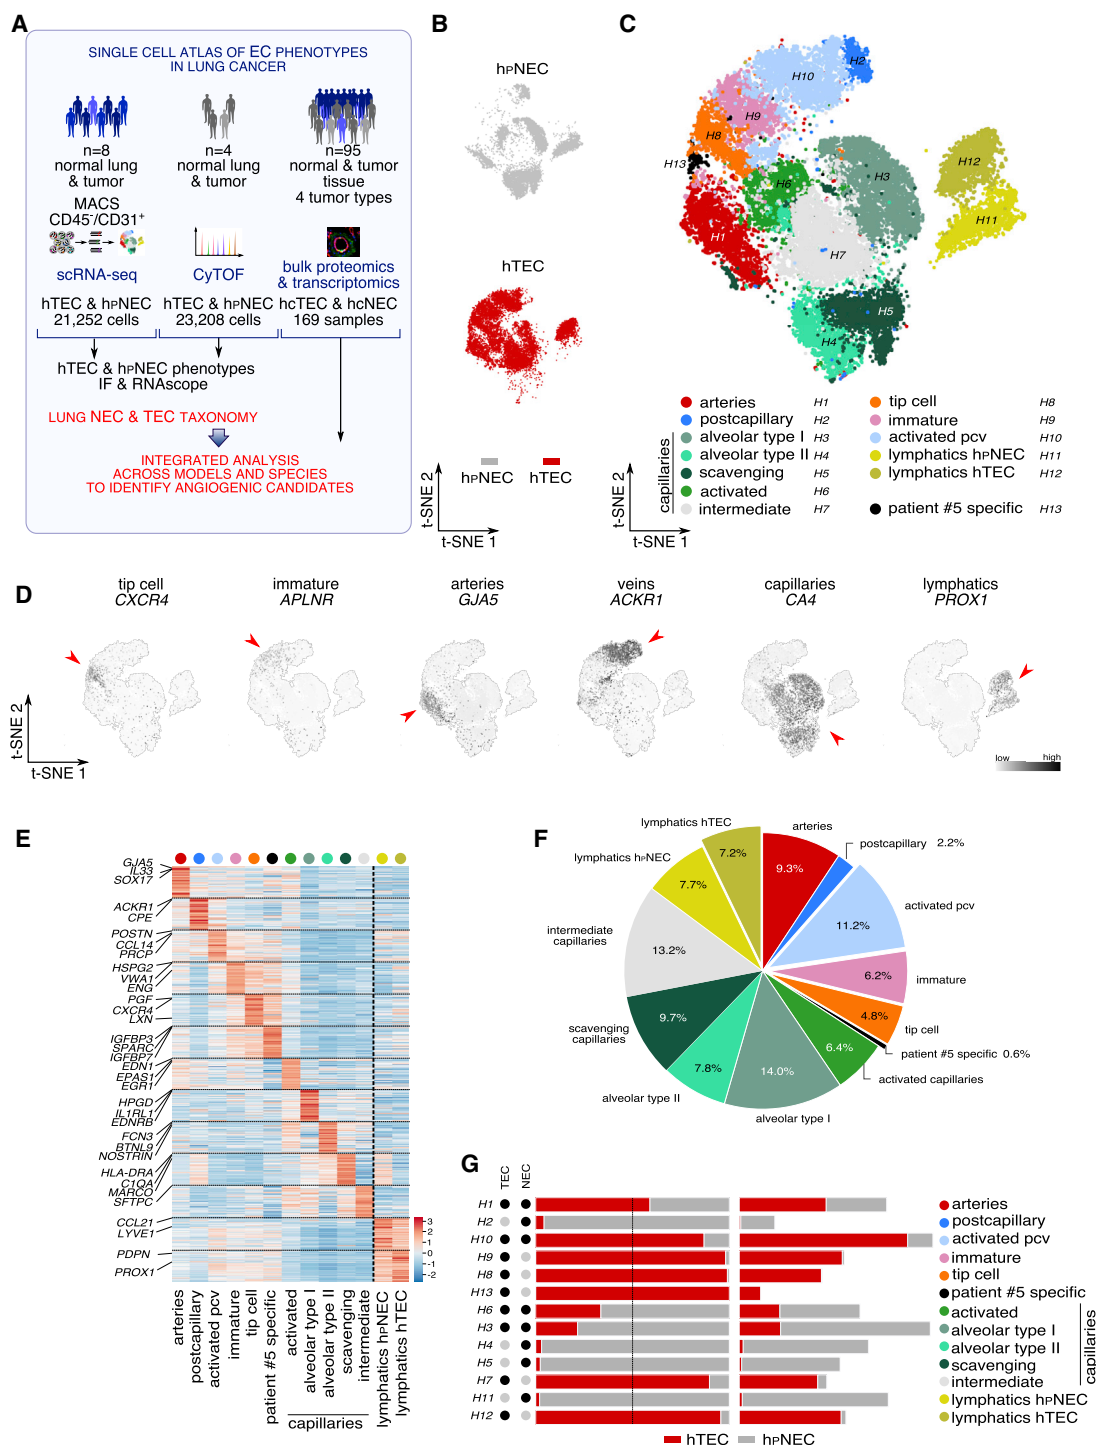 A
SINGLE CELL ATLAS OF EC PHENOTYPES
IN LUNG CANCER
n=8
normal lung
& tumor
n=4
normal lung
& tumor
n=95
normal & tumor
tissue
4 tumor types
MACS
CD45⁻/CD31⁺
scRNA-seq
CyTOF
bulk proteomics
& transcriptomics
hTEC & hPNEC
21,252 cells
hTEC & hPNEC
23,208 cells
hcTEC & hcNEC
169 samples
hTEC & hPNEC phenotypes
IF & RNAscope
LUNG NEC & TEC TAXONOMY
INTEGRATED ANALYSIS
ACROSS MODELS AND SPECIES
TO IDENTIFY ANGIOGENIC CANDIDATES
B
hPNEC
hTEC
hPNEC
hTEC
t-SNE 2
t-SNE 1
C
H10
H2
H9
H8
H13
H6
H3
H12
H11
H1
H7
H5
H4
arteries H1
postcapillary H2
alveolar type I H3
alveolar type II H4
scavenging H5
activated H6
intermediate H7
capillaries
tip cell H8
immature H9
activated pcv H10
lymphatics hPNEC H11
lymphatics hTEC H12
patient #5 specific H13
t-SNE 2
t-SNE 1
D
tip cell
CXCR4
immature
APLNR
arteries
GJA5
veins
ACKR1
capillaries
CA4
lymphatics
PROX1
t-SNE 2
t-SNE 1
low high
E
GJA5
IL33
SOX17
ACKR1
CPE
POSTN
CCL14
PRCP
HSPG2
VWA1
ENG
PGF
CXCR4
LXN
IGFBP3
SPARC
IGFBP7
EDN1
EPAS1
EGR1
HPGD
IL1RL1
EDNRB
FCN3
BTNL9
NOSTRIN
HLA-DRA
C1QA
MARCO
SFTPC
CCL21
LYVE1
PDPN
PROX1
3
2
1
0
-1
-2
arteries
postcapillary
activated pcv
immature
tip cell
patient #5 specific
activated
alveolar type I
alveolar type II
scavenging
intermediate
lymphatics hPNEC
lymphatics hTEC
capillaries
F
lymphatics hTEC
7.2%
arteries
9.3%
postcapillary 2.2%
activated pcv
11.2%
immature
6.2%
tip cell
4.8%
patient #5 specific 0.6%
activated capillaries
6.4%
alveolar type I
14.0%
alveolar type II
7.8%
scavenging
capillaries
9.7%
intermediate
capillaries
13.2%
lymphatics hPNEC
7.7%
G
TEC
NEC
H1
H2
H10
H9
H8
H13
H6
H3
H4
H5
H7
H11
H12
arteries
postcapillary
activated pcv
immature
tip cell
patient #5 specific
activated
alveolar type I
alveolar type II
scavenging
intermediate
lymphatics hPNEC
lymphatics hTEC
capillaries
hTEC
hPNEC